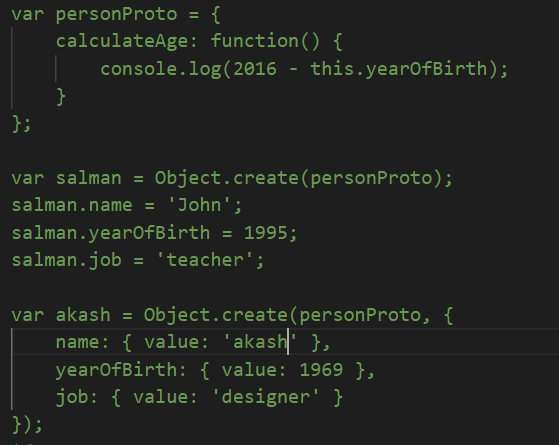 var personProto = {
    calculateAge: function() {
        console.log(2016 - this.yearOfBirth);
    }
};

var salman = Object.create(personProto);
salman.name = 'John';
salman.yearOfBirth = 1995;
salman.job = 'teacher';

var akash = Object.create(personProto, {
    name: { value: 'akash' },
    yearOfBirth: { value: 1969 },
    job: { value: 'designer' }
});